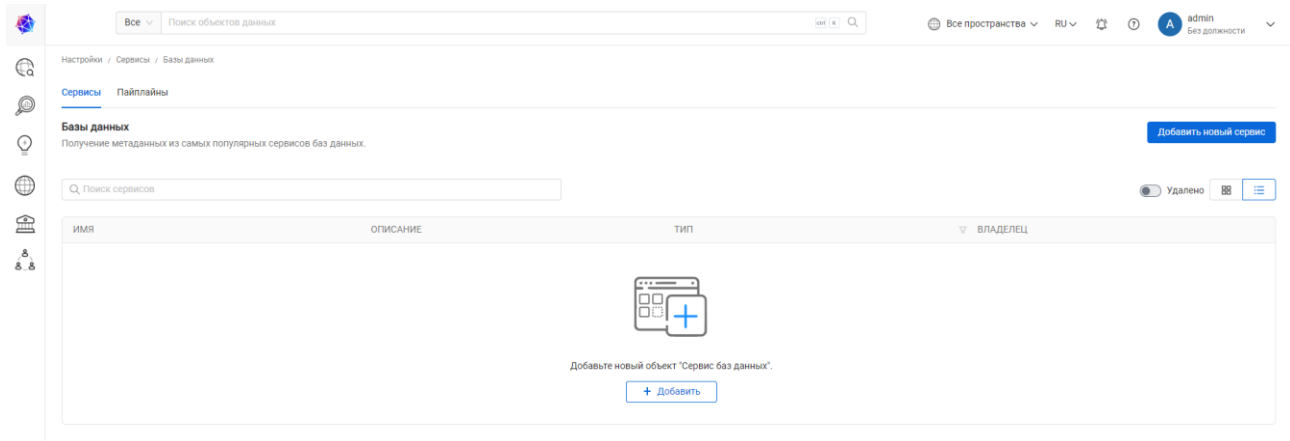 Все
Поиск объектов данных
ctrl K
Все пространства
RU
A
admin
Без должности
Настройки / Сервисы / Базы данных
Сервисы
Пайплайны
Базы данных
Получение метаданных из самых популярных сервисов баз данных.
Добавить новый сервис
Поиск сервисов
Удалено
ИМЯ
ОПИСАНИЕ
ТИП
ВЛАДЕЛЕЦ
Добавьте новый объект "Сервис баз данных".
+ Добавить